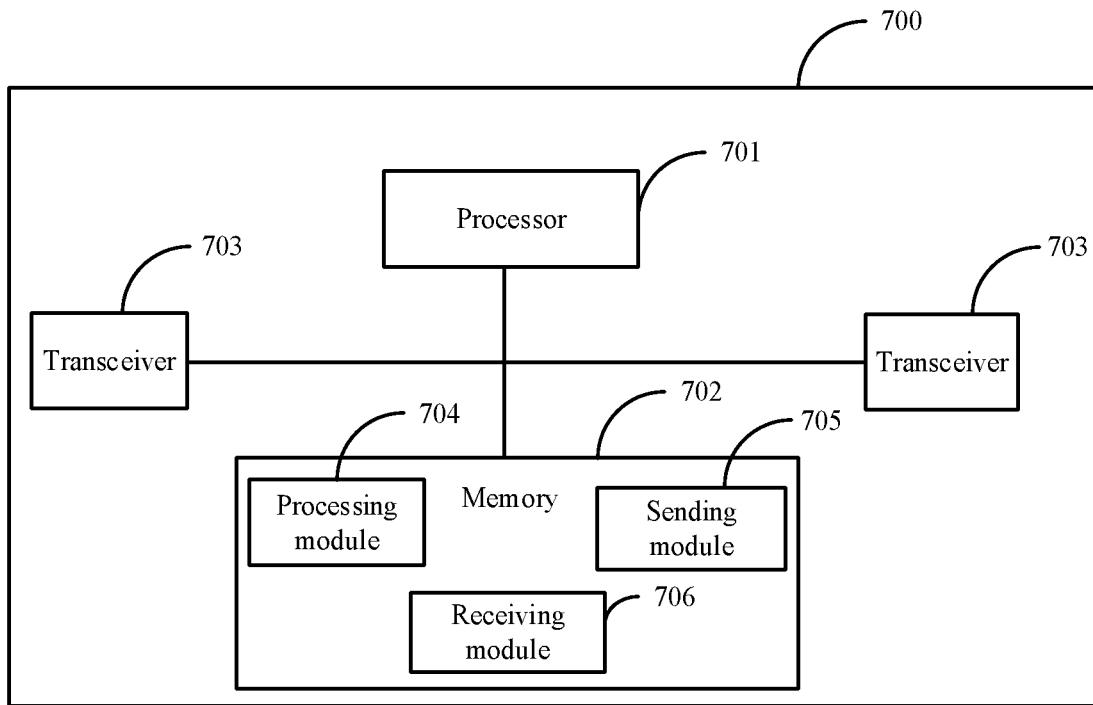 700
701
Processor
703
703
Transceiver
Transceiver
702
704
705
Processing
module
Memory
Sending
module
706
Receiving
module